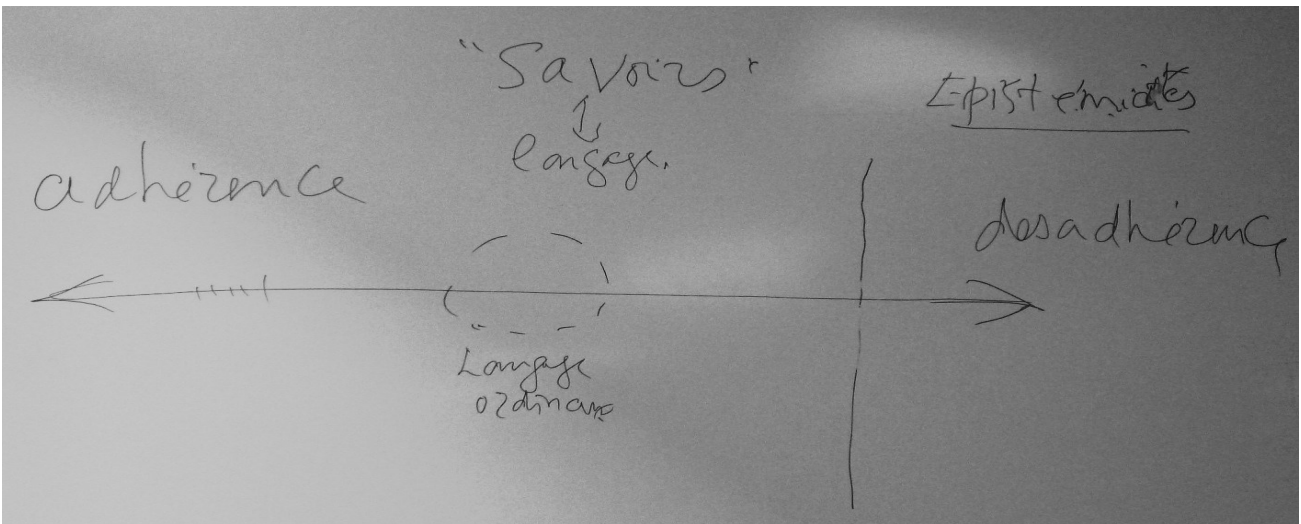 "Savoirs"
Epistémicités
langage.
adhérence
désadhérence
Langage
ordinaire